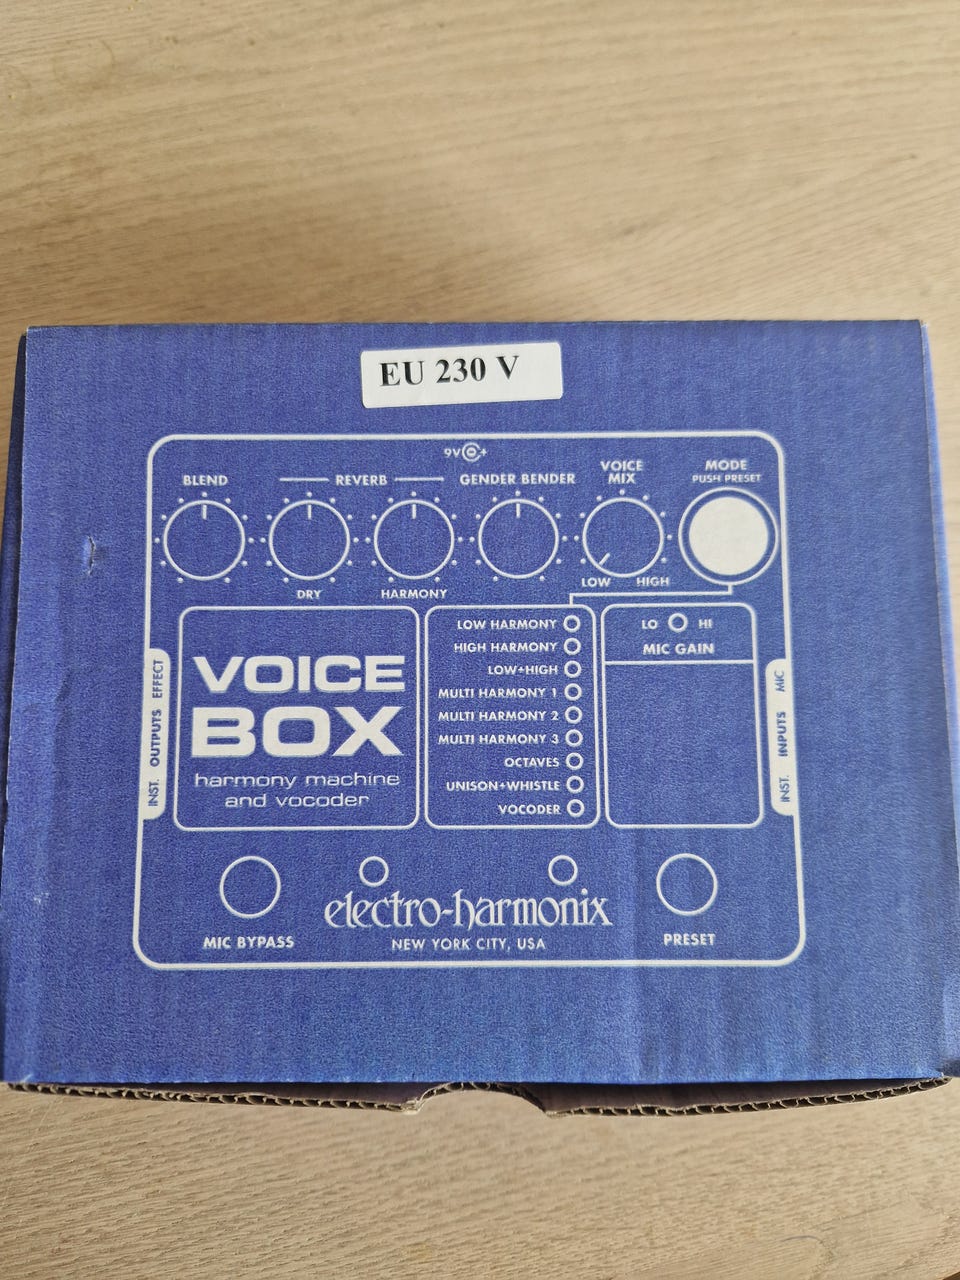 EU 230 V
9V - +
BLEND
REVERB
GENDER BENDER
VOICE
MIX
MODE
PUSH PRESET
DRY
HARMONY
LOW
HIGH
VOICE
BOX
harmony machine
and vocoder
LOW HARMONY
HIGH HARMONY
LOW+HIGH
MULTI HARMONY 1
MULTI HARMONY 2
MULTI HARMONY 3
OCTAVES
UNISON+WHISTLE
VOCODER
LO HI
MIC GAIN
INST. OUTPUTS EFFECT
INST. INPUTS MIC
MIC BYPASS
electro-harmonix
NEW YORK CITY, USA
PRESET